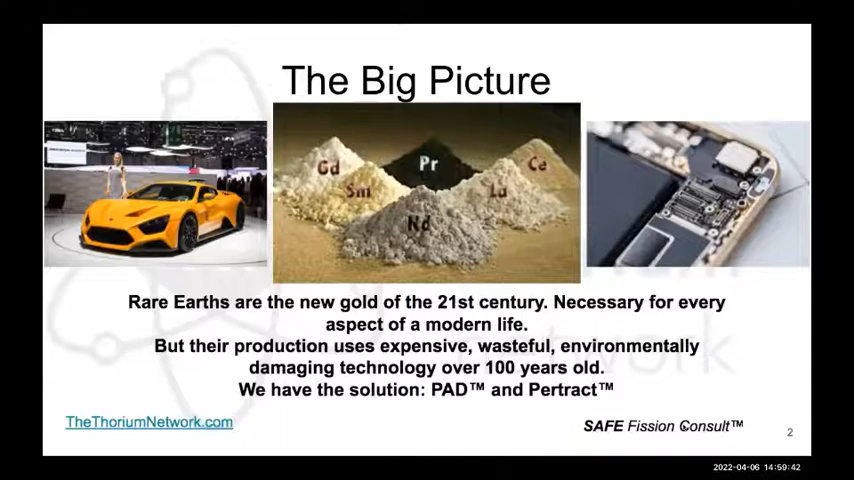 The Big Picture
Gd
Pr
Ce
Sm
La
Nd
Rare Earths are the new gold of the 21st century. Necessary for every
aspect of a modern life.
But their production uses expensive, wasteful, environmentally
damaging technology over 100 years old.
We have the solution: PAD™ and Pertract™
TheThoriumNetwork.com
SAFE Fission Consult™
2
2022-04-06 14:59:42